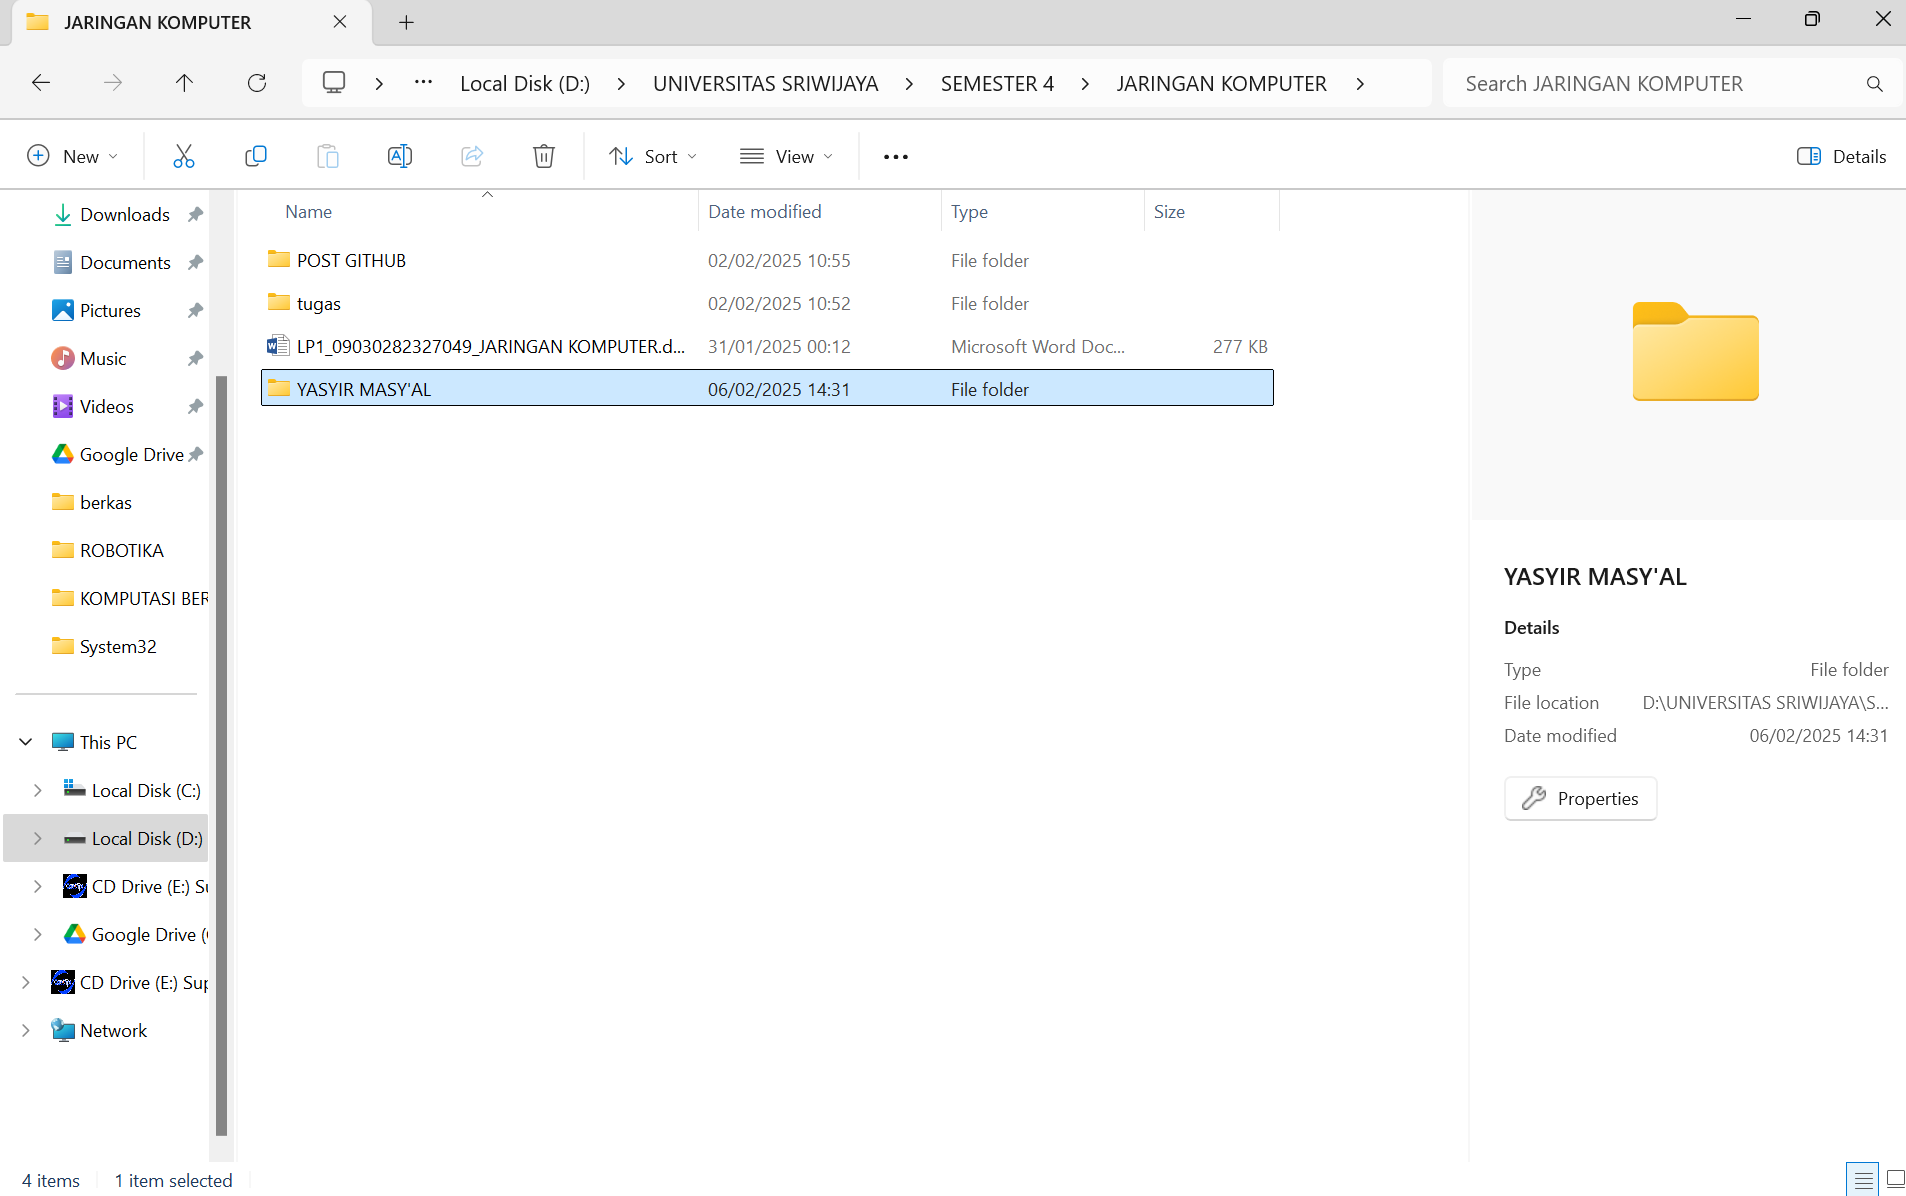 JARINGAN KOMPUTER
Local Disk (D:) UNIVERSITAS SRIWIJAYA SEMESTER 4 JARINGAN KOMPUTER
Search JARINGAN KOMPUTER
New Sort View Details
Downloads
Documents
Pictures
Music
Videos
Google Drive
berkas
ROBOTIKA
KOMPUTASI BER
System32
This PC
Local Disk (C:)
Local Disk (D:)
CD Drive (E:) Su
Google Drive (
CD Drive (E:) Sup
Network
Name Date modified Type Size
POST GITHUB 02/02/2025 10:55 File folder
tugas 02/02/2025 10:52 File folder
LP1_09030282327049_JARINGAN KOMPUTER.d... 31/01/2025 00:12 Microsoft Word Doc... 277 KB
YASYIR MASY'AL 06/02/2025 14:31 File folder
YASYIR MASY'AL
Details
Type File folder
File location D:\UNIVERSITAS SRIWIJAYA\S...
Date modified 06/02/2025 14:31
Properties
4 items 1 item selected